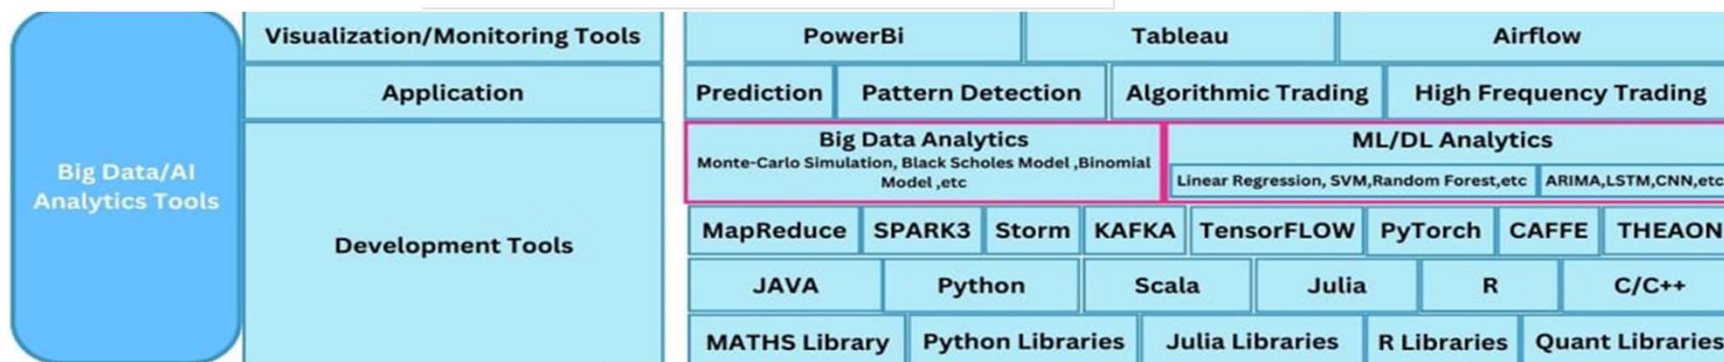 Big Data/AI
Analytics Tools
Visualization/Monitoring Tools
PowerBi
Tableau
Airflow
Application
Prediction
Pattern Detection
Algorithmic Trading
High Frequency Trading
Development Tools
Big Data Analytics
Monte-Carlo Simulation, Black Scholes Model ,Binomial
Model ,etc
ML/DL Analytics
Linear Regression, SVM,Random Forest,etc
ARIMA,LSTM,CNN,etc
MapReduce
SPARK3
Storm
KAFKA
TensorFLOW
PyTorch
CAFFE
THEAON
JAVA
Python
Scala
Julia
R
C/C++
MATHS Library
Python Libraries
Julia Libraries
R Libraries
Quant Libraries